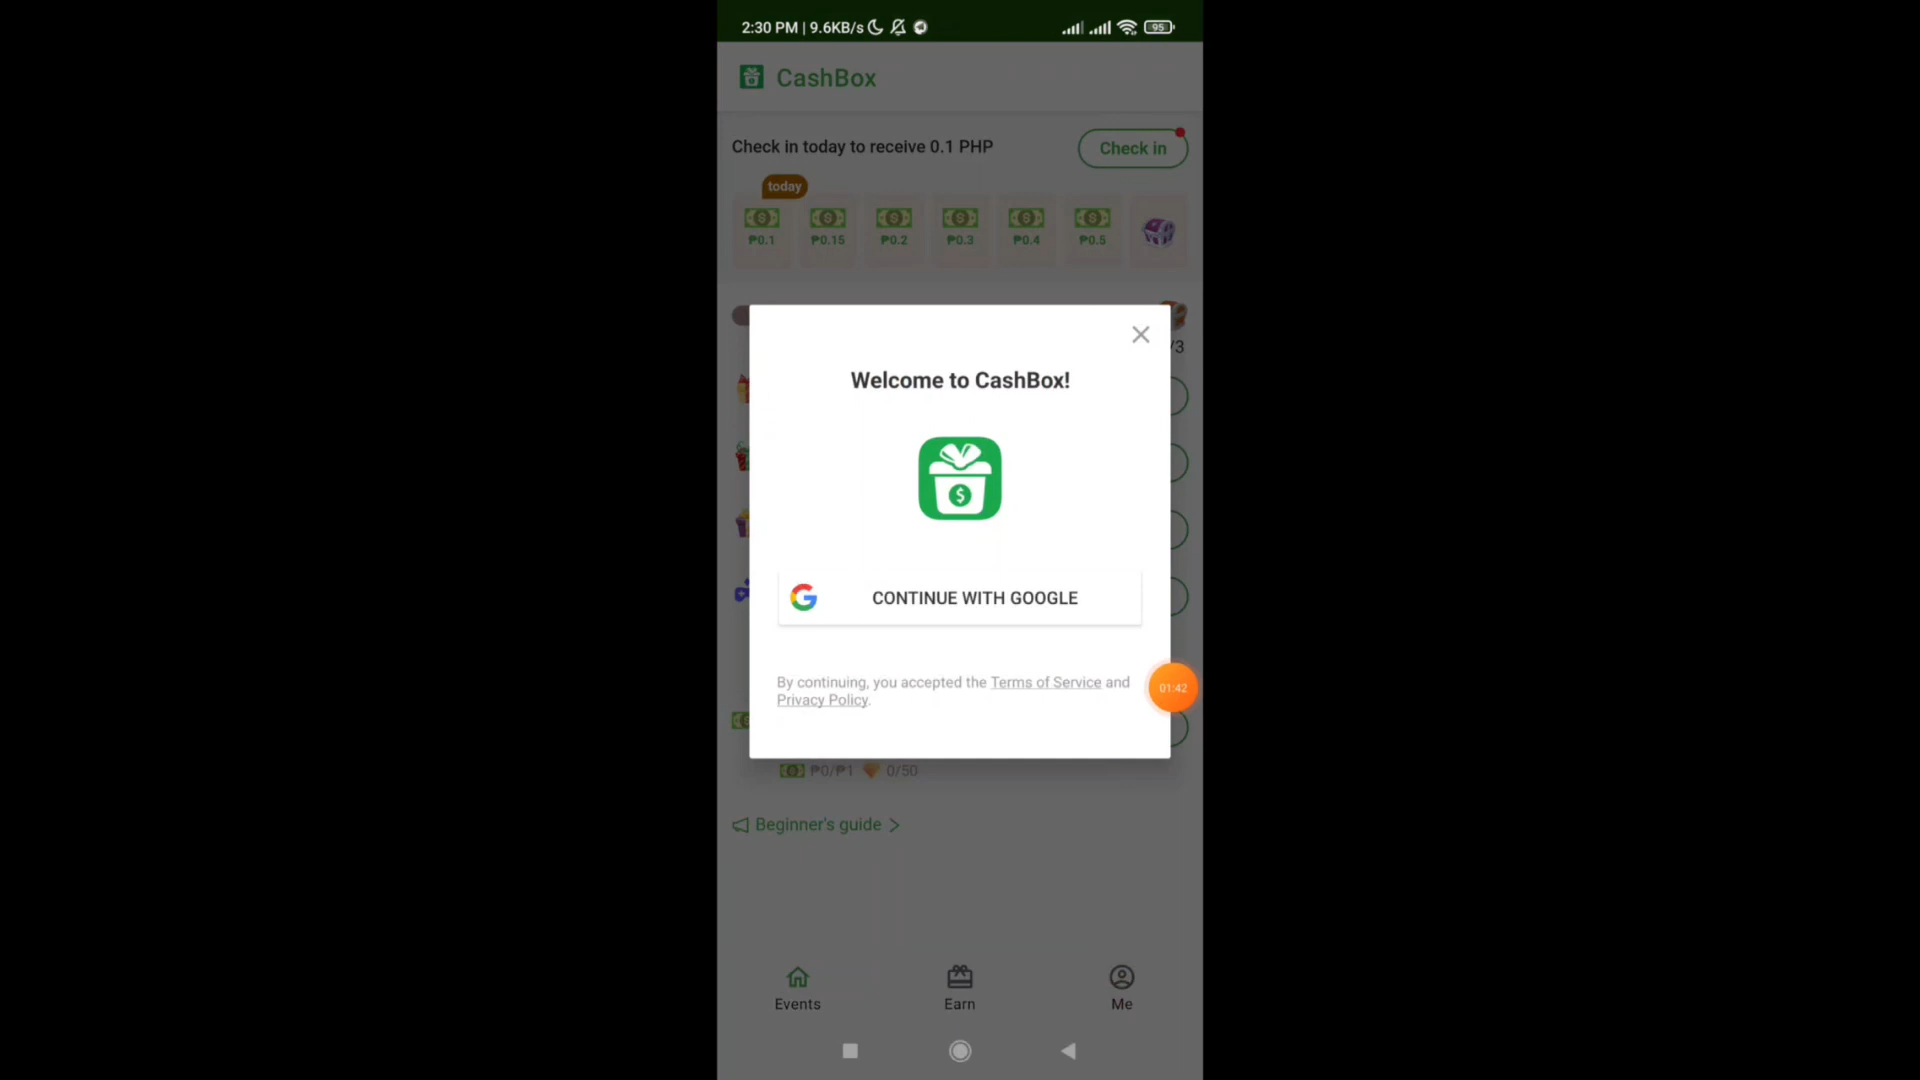 2:30 PM | 9.6KB/s 95
CashBox
Check in today to receive 0.1 PHP
Check in
today
₱0.1 ₱0.15 ₱0.2 ₱0.3 ₱0.4 ₱0.5
/3
Welcome to CashBox!
$
CONTINUE WITH GOOGLE
By continuing, you accepted the Terms of Service and
Privacy Policy.
01:42
₱0/₱1 0/50
Beginner's guide >
Events Earn Me